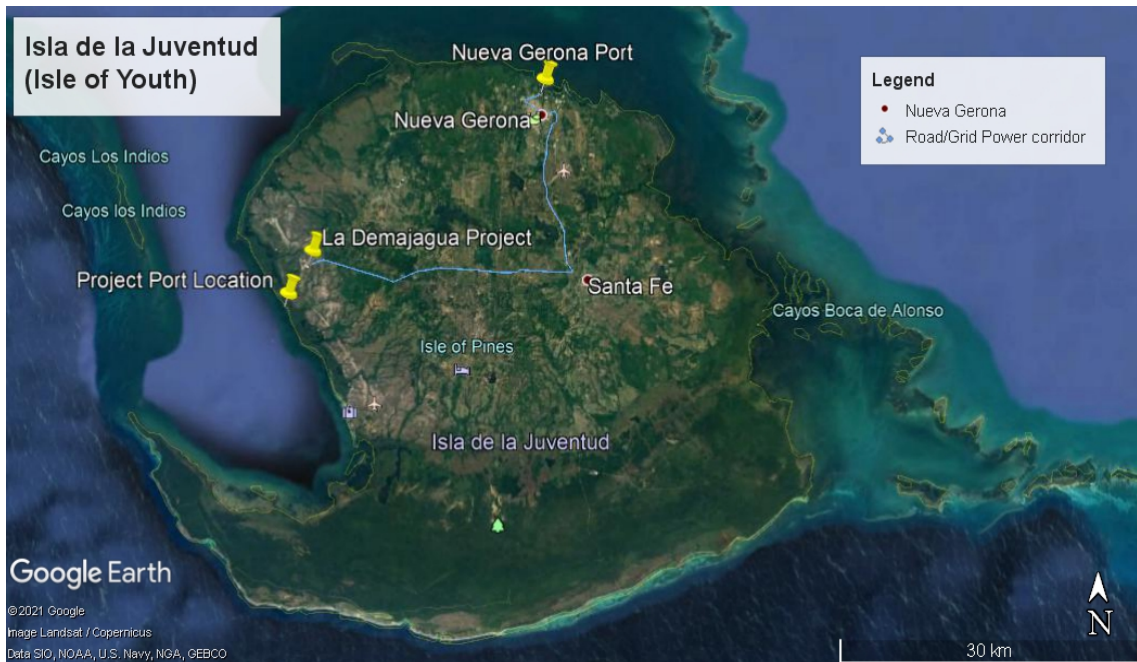 Isla de la Juventud
(Isle of Youth)
Nueva Gerona Port
Legend
Nueva Gerona
Road/Grid Power corridor
Nueva Gerona
Cayos Los Indios
Cayos los Indios
La Demajagua Project
Project Port Location
Santa Fe
Cayos Boca de Alonso
Isle of Pines
Isla de la Juventud
Google Earth
©2021 Google
Image Landsat / Copernicus
Data SIO, NOAA, U.S. Navy, NGA, GEBCO
N
30 km